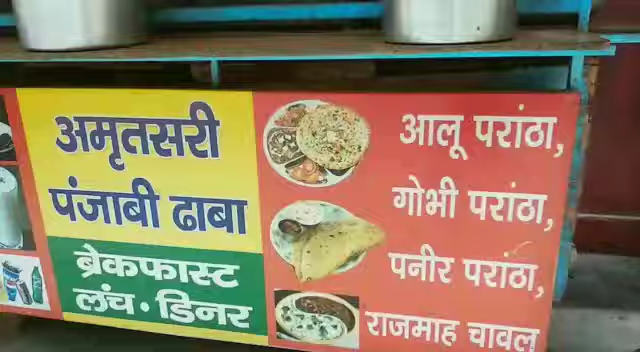 अमृतसरी
पंजाबी ढाबा
ब्रेकफास्ट
लंच • डिनर
आलू परांठा,
गोभी परांठा,
पनीर परांठा,
राजमाह चावल